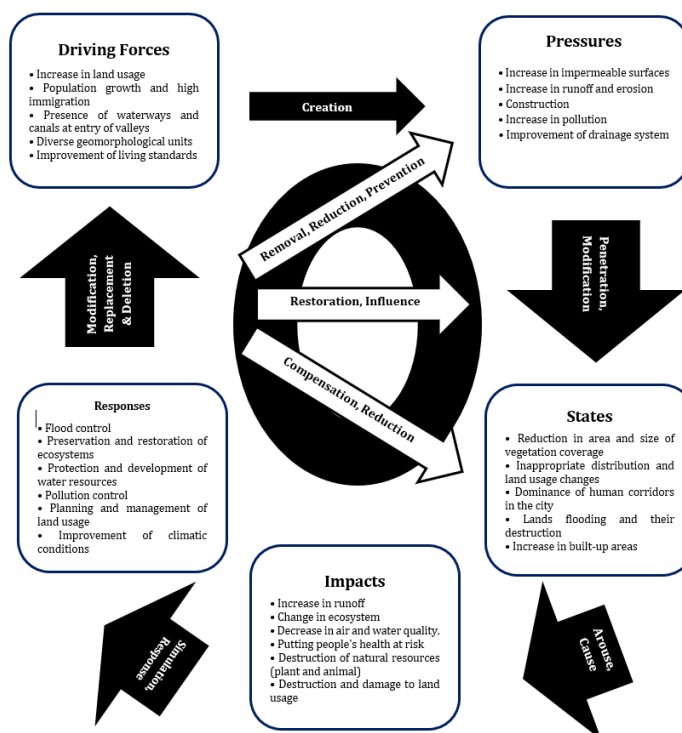 Driving Forces
• Increase in land usage
• Population growth and high
immigration
• Presence of waterways and
canals at entry of valleys
• Diverse geomorphological units
• Improvement of living standards
Creation
Pressures
• Increase in impermeable surfaces
• Increase in runoff and erosion
• Construction
• Increase in pollution
• Improvement of drainage system
Removal, Reduction, Prevention
Restoration, Influence
Compensation, Reduction
Modification,
Replacement
& Deletion
Penetration,
Modification
Responses
• Flood control
• Preservation and restoration of
ecosystems
• Protection and development of
water resources
• Pollution control
• Planning and management of
land usage
• Improvement of climatic
conditions
States
• Reduction in area and size of
vegetation coverage
• Inappropriate distribution and
land usage changes
• Dominance of human corridors
in the city
• Lands flooding and their
destruction
• Increase in built-up areas
Impacts
• Increase in runoff
• Change in ecosystem
• Decrease in air and water quality.
• Putting people's health at risk
• Destruction of natural resources
(plant and animal)
• Destruction and damage to land
usage
Simulation,
Response
Arouse,
Cause